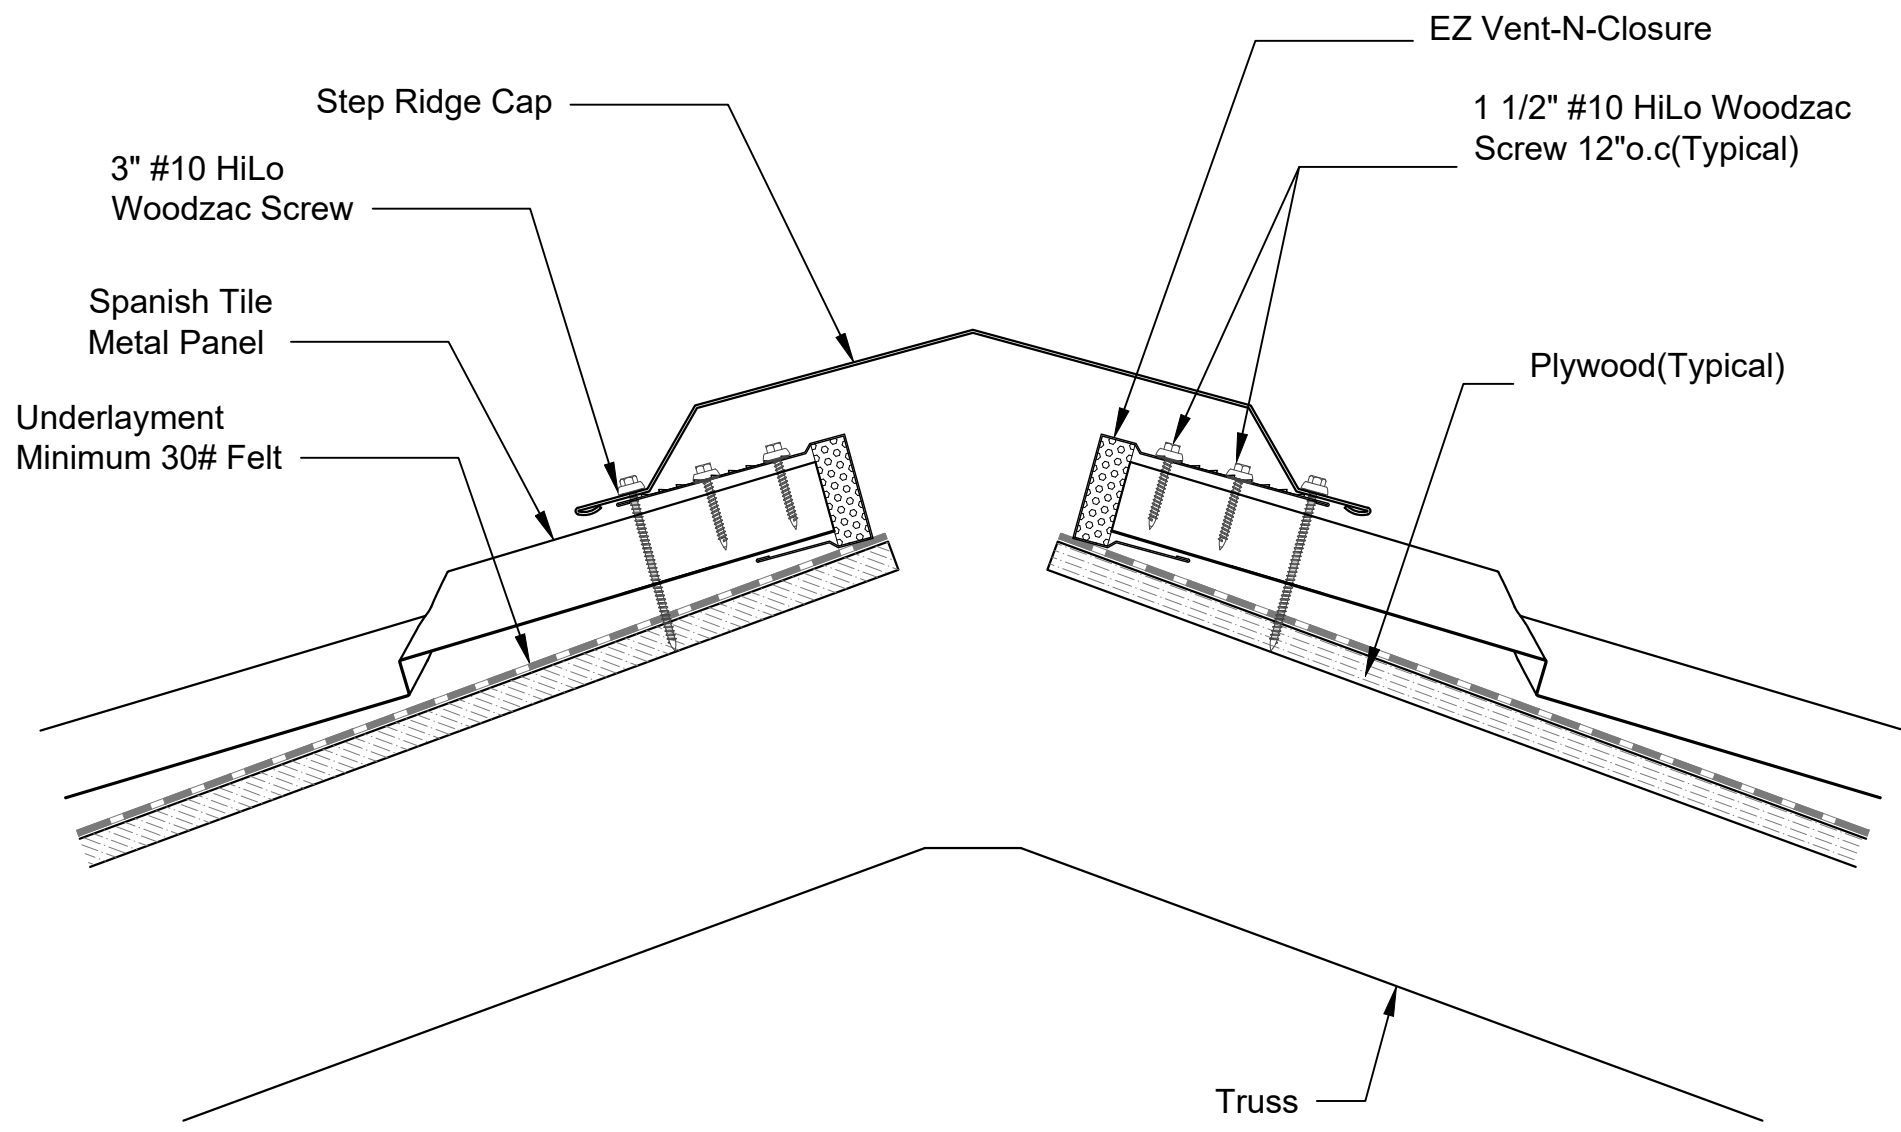 EZ Vent-N-Closure
Step Ridge Cap
1 1/2" #10 HiLo Woodzac
Screw 12"o.c(Typical)
3" #10 HiLo
Woodzac Screw
Spanish Tile
Metal Panel
Plywood(Typical)
Underlayment
Minimum 30# Felt
Truss